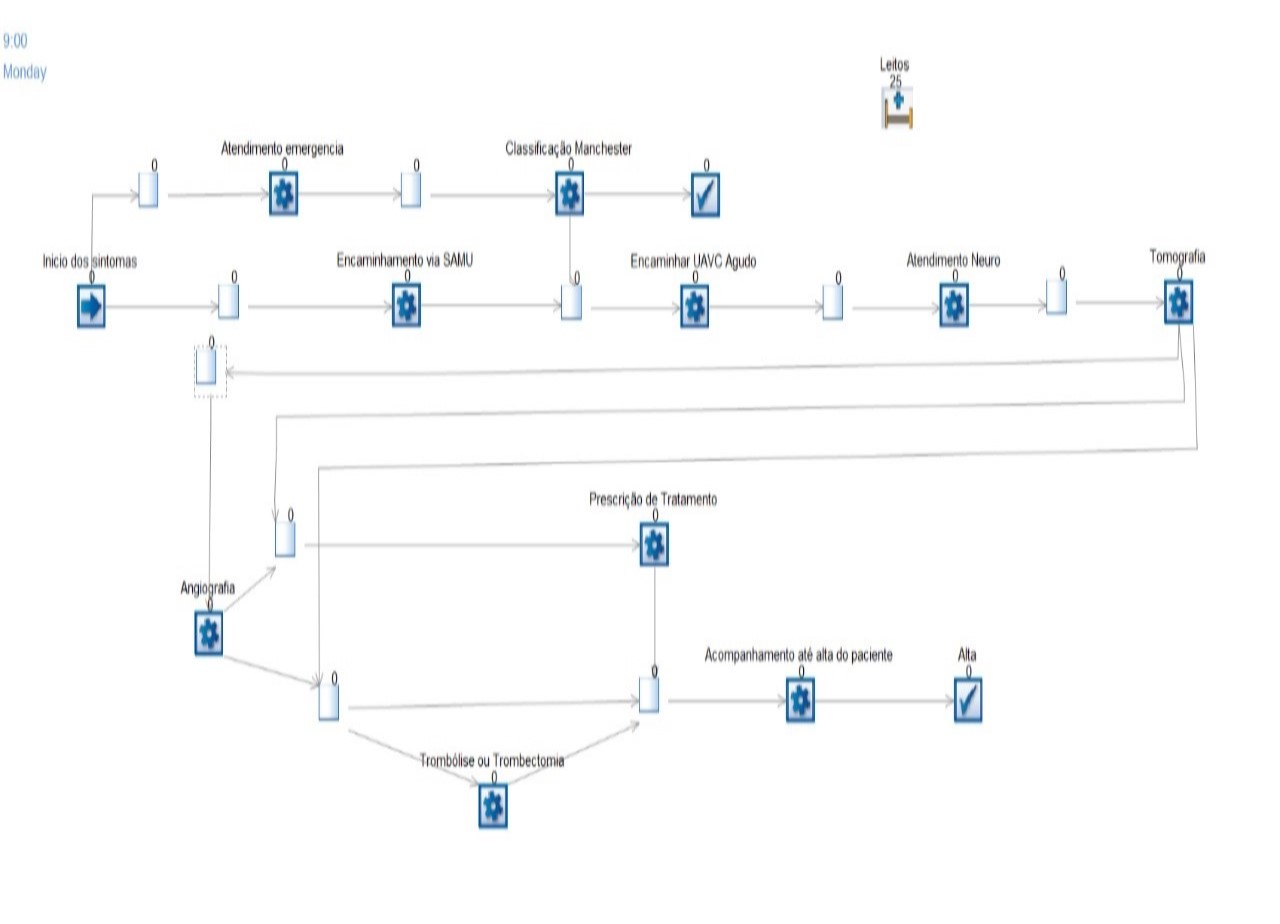 9:00
Monday
Leitos
25
Atendimento emergencia
Classificação Manchester
0
0
0
0
0
Inicio dos sintomas
Encaminhamento via SAMU
Encaminhar UAVC Agudo
Atendimento Neuro
Tomografia
0
0
0
0
0
0
0
0
0
0
Prescrição de Tratamento
0
0
Angiografia
0
Acompanhamento até alta do paciente
Alta
0
0
0
0
Trombólise ou Trombectomia
0